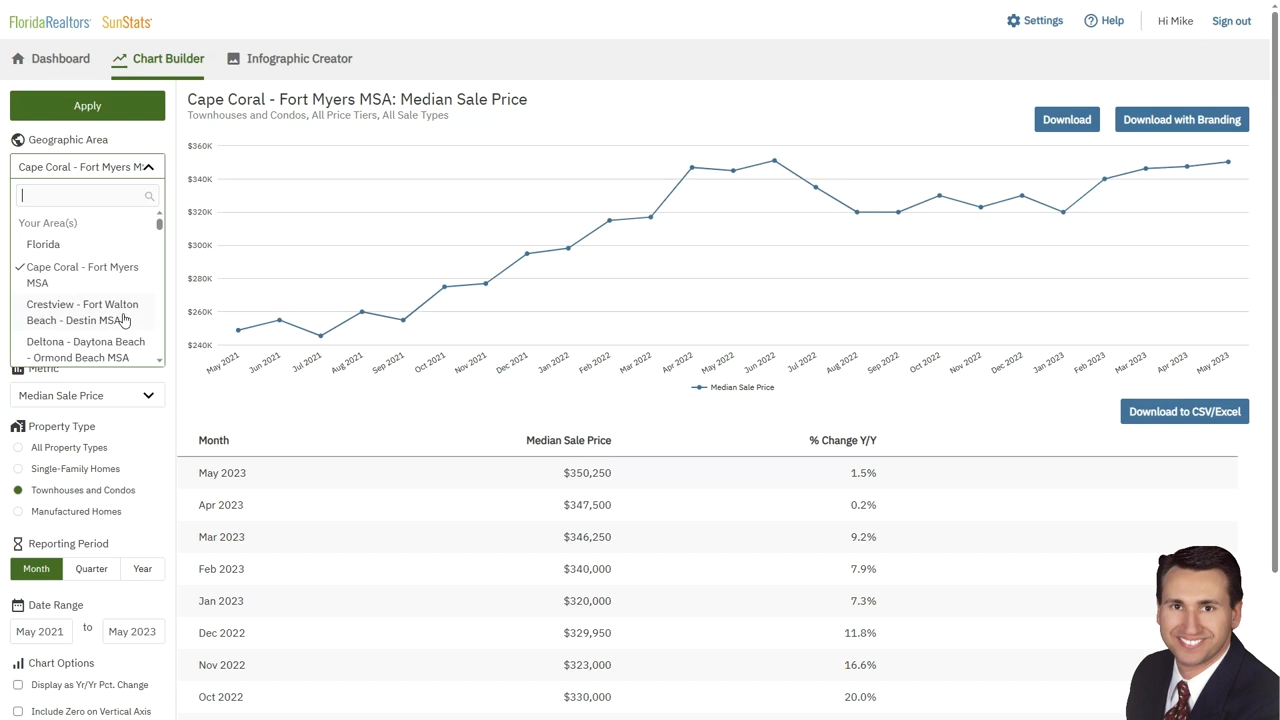 FloridaRealtors® SunStats®
Settings
Help
Hi Mike
Sign out
Dashboard
Chart Builder
Infographic Creator
Apply
Geographic Area
Cape Coral - Fort Myers M
Your Area(s)
Florida
Cape Coral - Fort Myers
MSA
Crestview - Fort Walton
Beach - Destin MSA
Deltona - Daytona Beach
- Ormond Beach MSA
Metric
Median Sale Price
Property Type
All Property Types
Single-Family Homes
Townhouses and Condos
Manufactured Homes
Reporting Period
Month Quarter Year
Date Range
May 2021 to May 2023
Chart Options
Display as Yr/Yr Pct. Change
Include Zero on Vertical Axis
Cape Coral - Fort Myers MSA: Median Sale Price
Townhouses and Condos, All Price Tiers, All Sale Types
Download
Download with Branding
$360K
$340K
$320K
$300K
$280K
$260K
$240K
May 2021 Jun 2021 Jul 2021 Aug 2021 Sep 2021 Oct 2021 Nov 2021 Dec 2021 Jan 2022 Feb 2022 Mar 2022 Apr 2022 May 2022 Jun 2022 Jul 2022 Aug 2022 Sep 2022 Oct 2022 Nov 2022 Dec 2022 Jan 2023 Feb 2023 Mar 2023 Apr 2023 May 2023
Median Sale Price
Download to CSV/Excel
Month Median Sale Price % Change Y/Y
May 2023 $350,250 1.5%
Apr 2023 $347,500 0.2%
Mar 2023 $346,250 9.2%
Feb 2023 $340,000 7.9%
Jan 2023 $320,000 7.3%
Dec 2022 $329,950 11.8%
Nov 2022 $323,000 16.6%
Oct 2022 $330,000 20.0%